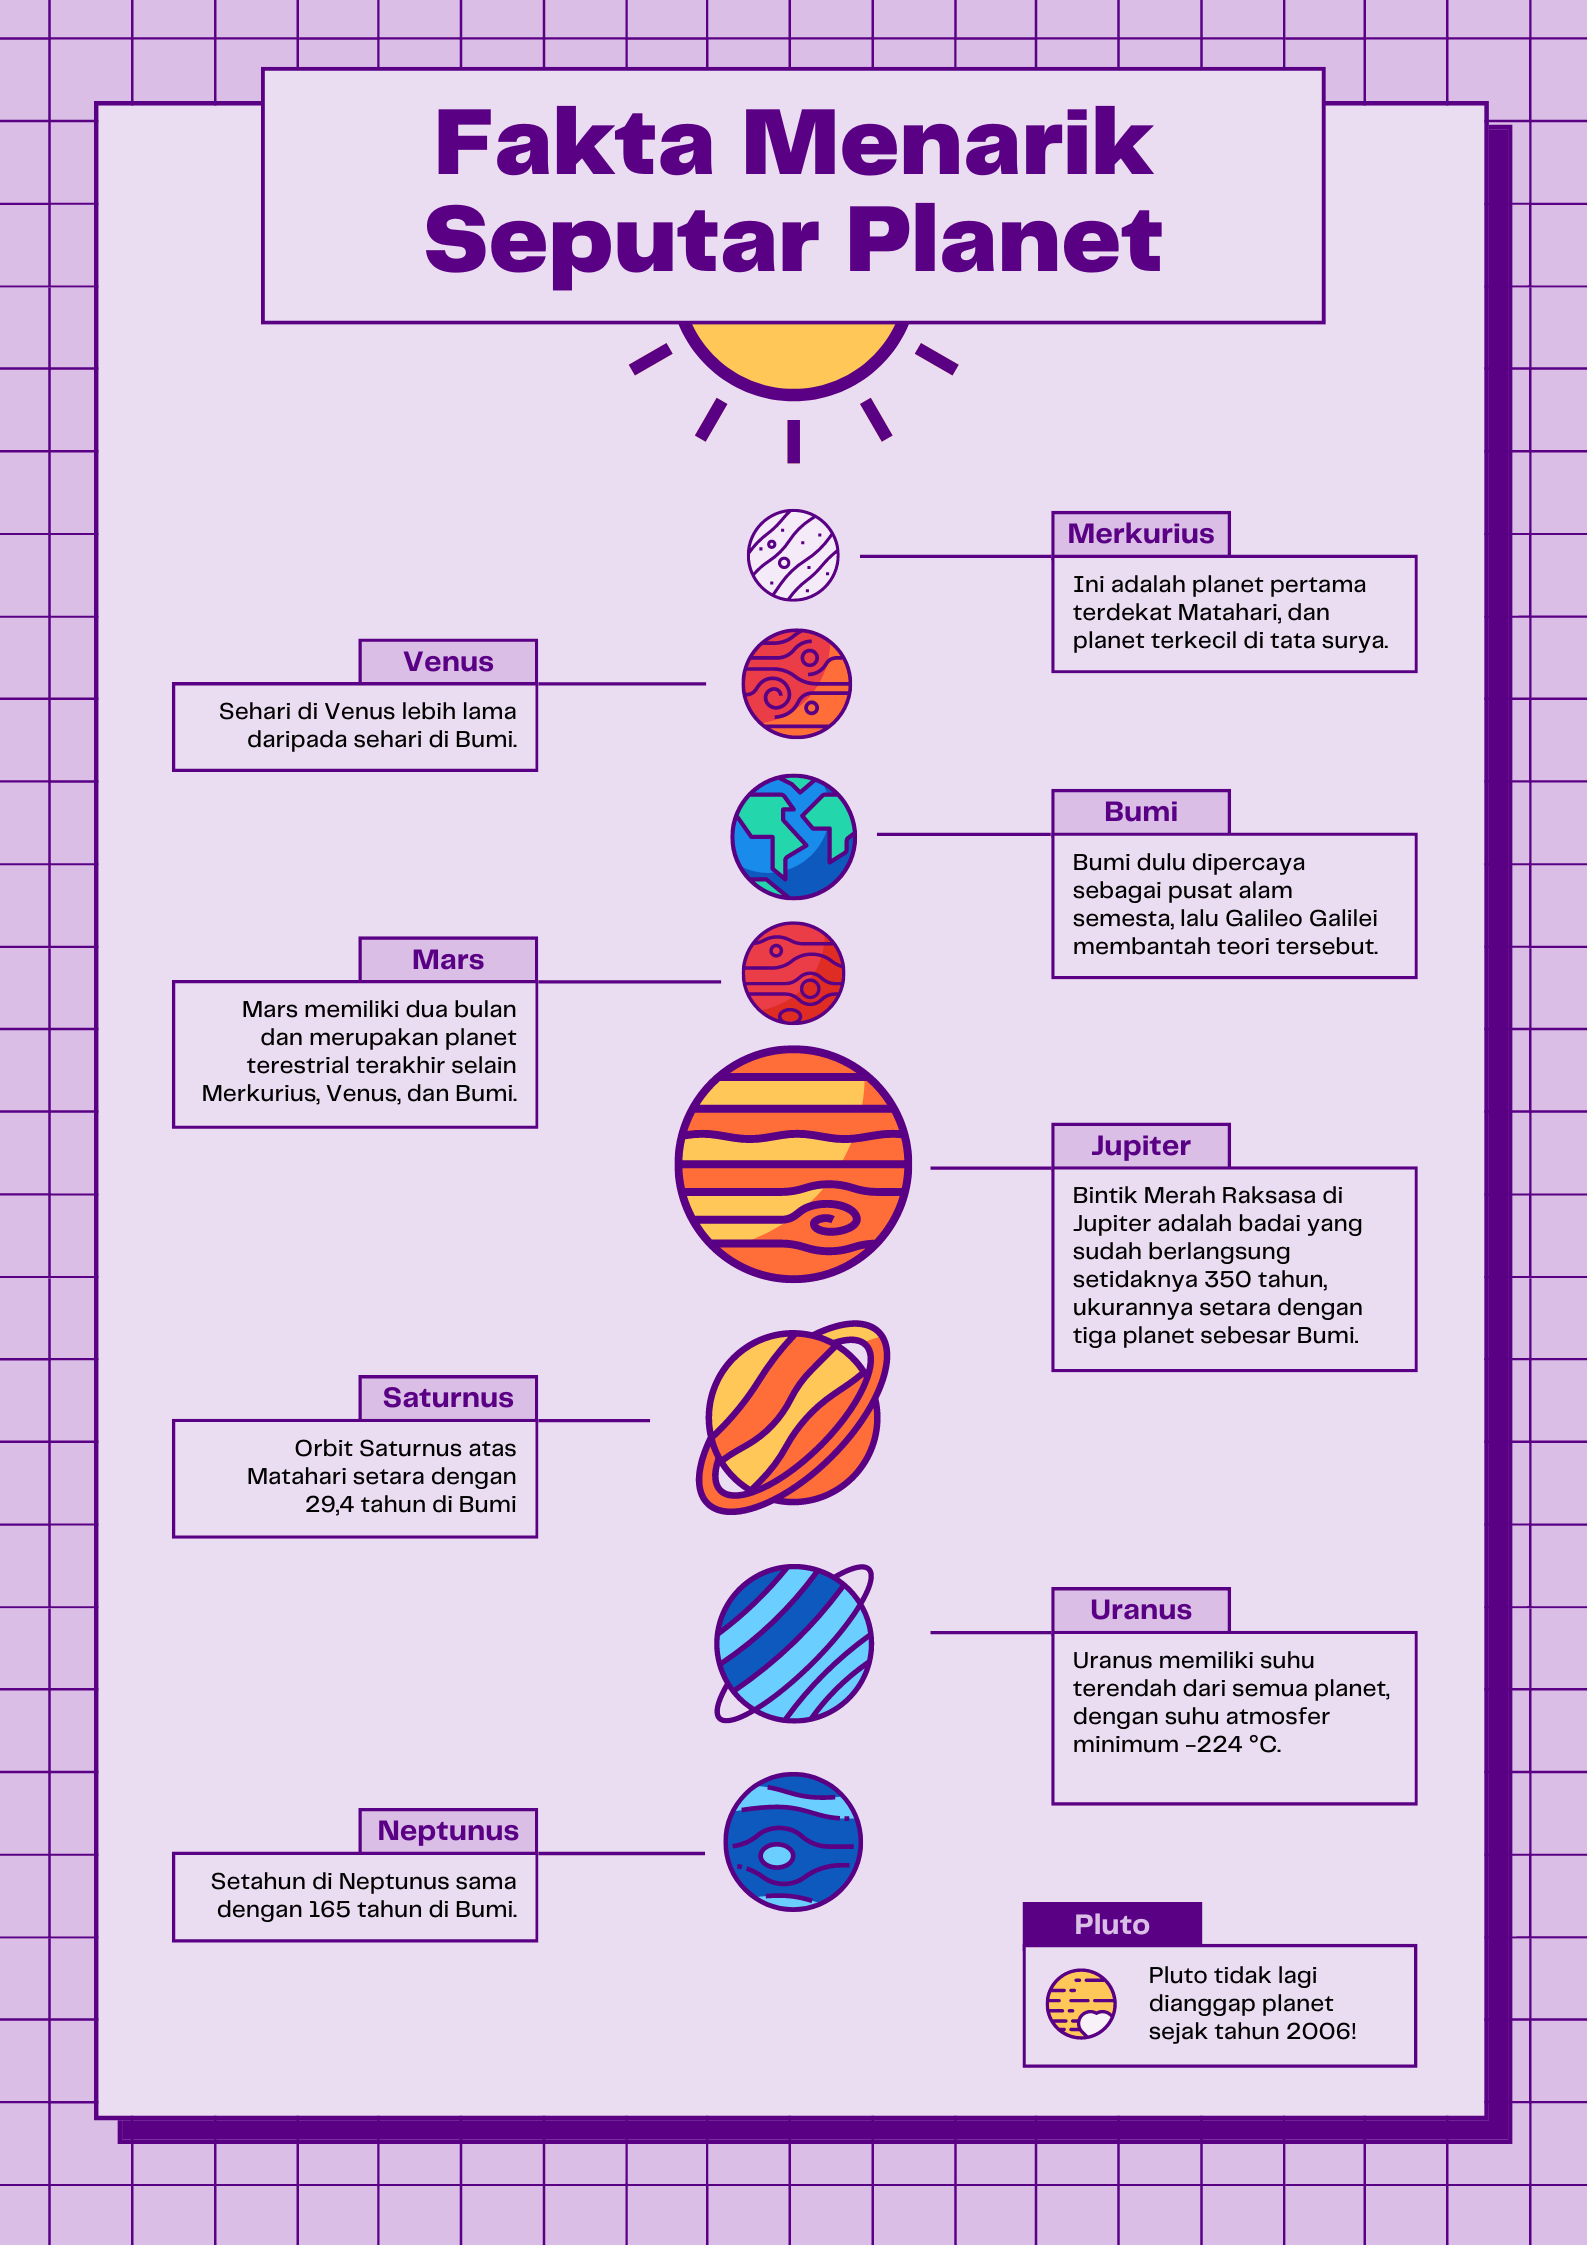 Fakta Menarik
Seputar Planet
Merkurius
Ini adalah planet pertama
terdekat Matahari, dan
planet terkecil di tata surya.
Venus
Sehari di Venus lebih lama
daripada sehari di Bumi.
Bumi
Bumi dulu dipercaya
sebagai pusat alam
semesta, lalu Galileo Galilei
membantah teori tersebut.
Mars
Mars memiliki dua bulan
dan merupakan planet
terestrial terakhir selain
Merkurius, Venus, dan Bumi.
Jupiter
Bintik Merah Raksasa di
Jupiter adalah badai yang
sudah berlangsung
setidaknya 350 tahun,
ukurannya setara dengan
tiga planet sebesar Bumi.
Saturnus
Orbit Saturnus atas
Matahari setara dengan
29,4 tahun di Bumi
Uranus
Uranus memiliki suhu
terendah dari semua planet,
dengan suhu atmosfer
minimum -224 °C.
Neptunus
Setahun di Neptunus sama
dengan 165 tahun di Bumi.
Pluto
Pluto tidak lagi
dianggap planet
sejak tahun 2006!